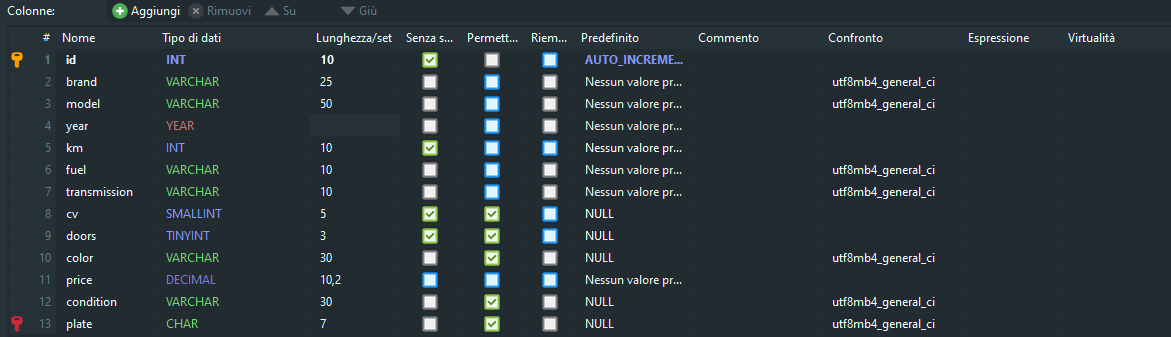 Colonne: Aggiungi Rimuovi Su Giù
# Nome Tipo di dati Lunghezza/set Senza s... Permett... Riem... Predefinito Commento Confronto Espressione Virtualità
1 id INT 10 AUTO_INCREME...
2 brand VARCHAR 25 Nessun valore pr... utf8mb4_general_ci
3 model VARCHAR 50 Nessun valore pr... utf8mb4_general_ci
4 year YEAR Nessun valore pr...
5 km INT 10 Nessun valore pr...
6 fuel VARCHAR 10 Nessun valore pr... utf8mb4_general_ci
7 transmission VARCHAR 10 Nessun valore pr... utf8mb4_general_ci
8 cv SMALLINT 5 NULL
9 doors TINYINT 3 NULL
10 color VARCHAR 30 NULL utf8mb4_general_ci
11 price DECIMAL 10,2 Nessun valore pr...
12 condition VARCHAR 30 NULL utf8mb4_general_ci
13 plate CHAR 7 NULL utf8mb4_general_ci